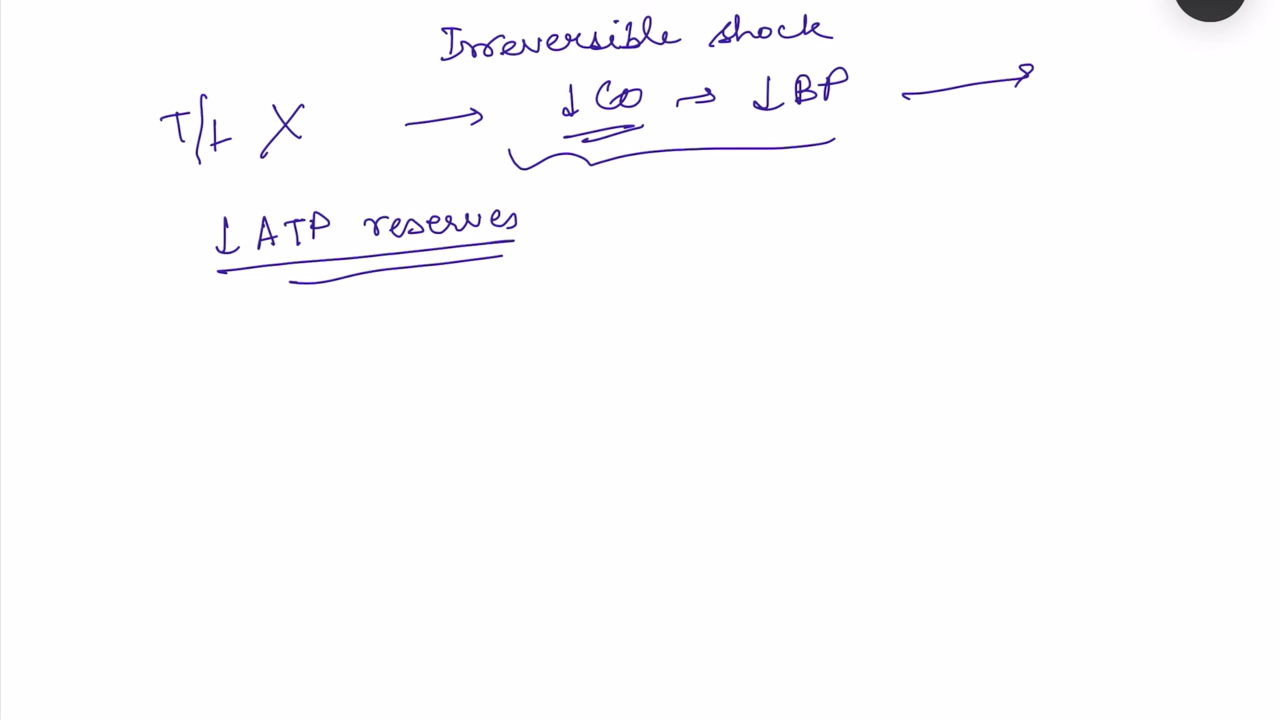 Irreversible shock
T/t X → ↓ CO → ↓ BP →
↓ ATP reserves